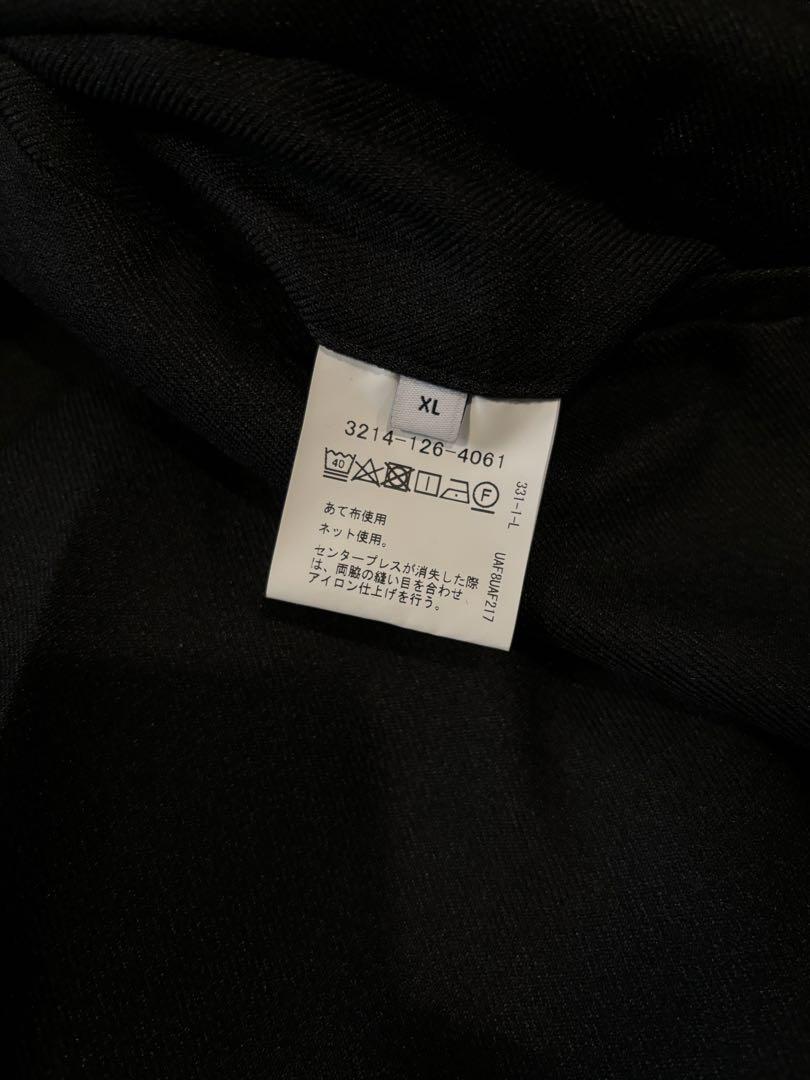 XL
3214-126-4061
40
F
あて布使用
ネット使用。
センタープレスが消失した際
は、両脇の縫い目を合わせ
アイロン仕上げを行う。
331-I-L
UAF8UAF217